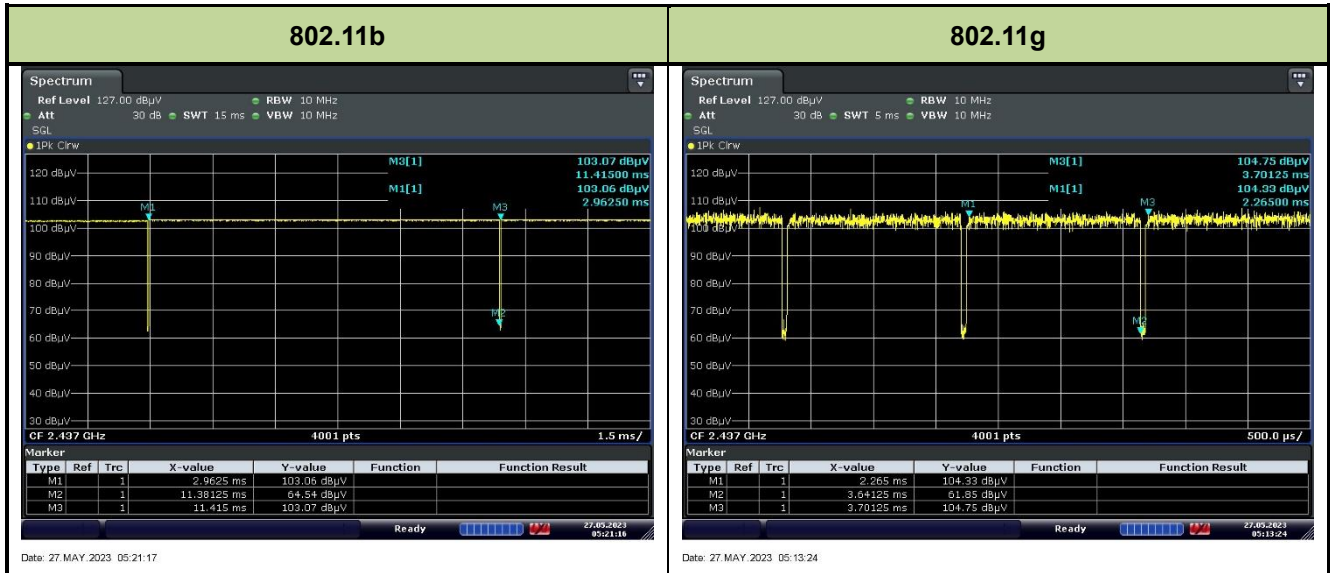 802.11b
802.11g
Spectrum
Ref Level 127.00 dBµV RBW 10 MHz
Att 30 dB SWT 15 ms VBW 10 MHz
SGL
1Pk Clrw
M3[1] 103.07 dBµV
11.41500 ms
M1[1] 103.06 dBµV
2.96250 ms
120 dBµV
110 dBµV
M1
M3
100 dBµV
90 dBµV
80 dBµV
70 dBµV
M2
60 dBµV
50 dBµV
40 dBµV
30 dBµV
CF 2.437 GHz 4001 pts 1.5 ms/
Marker
Type Ref Trc X-value Y-value Function Function Result
M1 1 2.9625 ms 103.06 dBµV
M2 1 11.38125 ms 64.54 dBµV
M3 1 11.415 ms 103.07 dBµV
Ready 27.05.2023
05:21:16
Date: 27.MAY.2023 05:21:17
Spectrum
Ref Level 127.00 dBµV RBW 10 MHz
Att 30 dB SWT 5 ms VBW 10 MHz
SGL
1Pk Clrw
M3[1] 104.75 dBµV
3.70125 ms
M1[1] 104.33 dBµV
2.26500 ms
120 dBµV
110 dBµV
M1
M3
100 dBµV
90 dBµV
80 dBµV
70 dBµV
M2
60 dBµV
50 dBµV
40 dBµV
30 dBµV
CF 2.437 GHz 4001 pts 500.0 µs/
Marker
Type Ref Trc X-value Y-value Function Function Result
M1 1 2.265 ms 104.33 dBµV
M2 1 3.64125 ms 61.85 dBµV
M3 1 3.70125 ms 104.75 dBµV
Ready 27.05.2023
05:13:24
Date: 27.MAY.2023 05:13:24